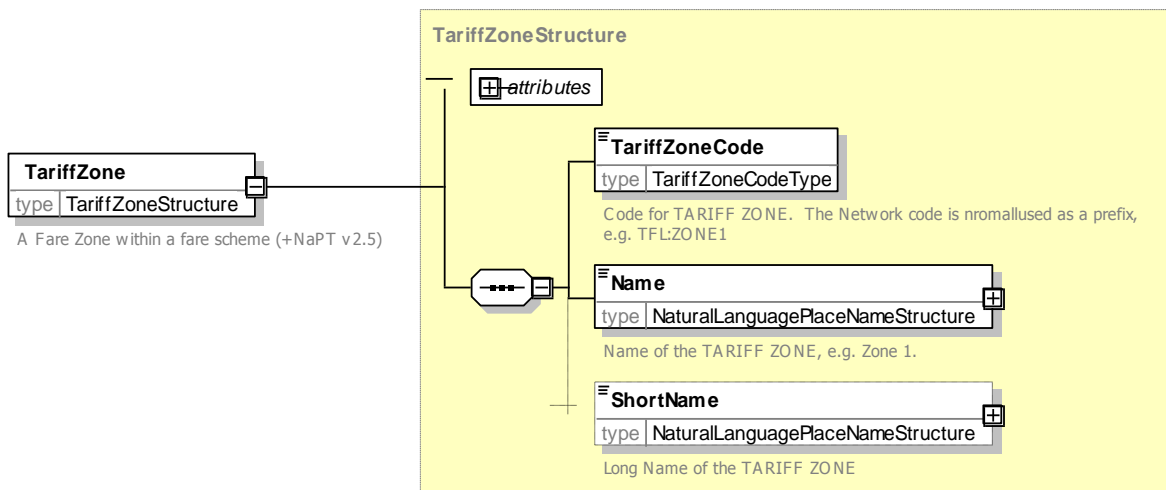 TariffZoneStructure
attributes
TariffZone
type TariffZoneStructure
A Fare Zone within a fare scheme (+NaPT v2.5)
TariffZoneCode
type TariffZoneCodeType
Code for TARIFF ZONE. The Network code is nromallused as a prefix,
e.g. TFL:ZONE1
Name
type NaturalLanguagePlaceNameStructure
Name of the TARIFF ZONE, e.g. Zone 1.
ShortName
type NaturalLanguagePlaceNameStructure
Long Name of the TARIFF ZONE